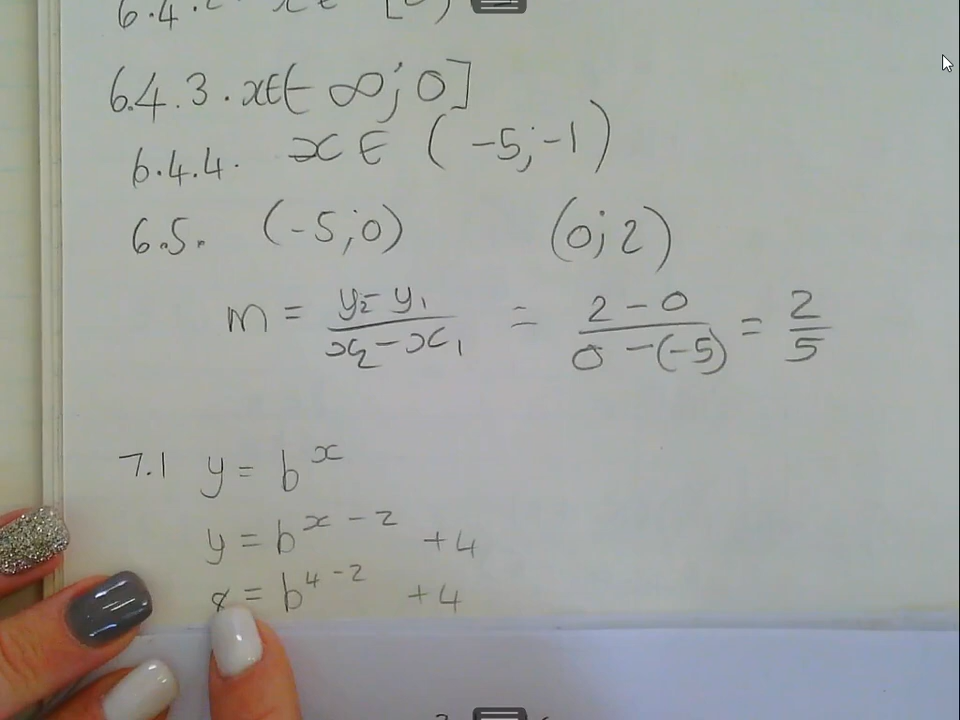 6.4.3. x∈(-∞;0]
6.4.4. x∈ (-5;-1)
6.5. (-5;0) (0;2)
m = y₂-y₁ / x₂-x₁ = 2-0 / 0-(-5) = 2/5
7.1 y = b^x
y = b^(x-2) +4
8 = b^(4-2) +4